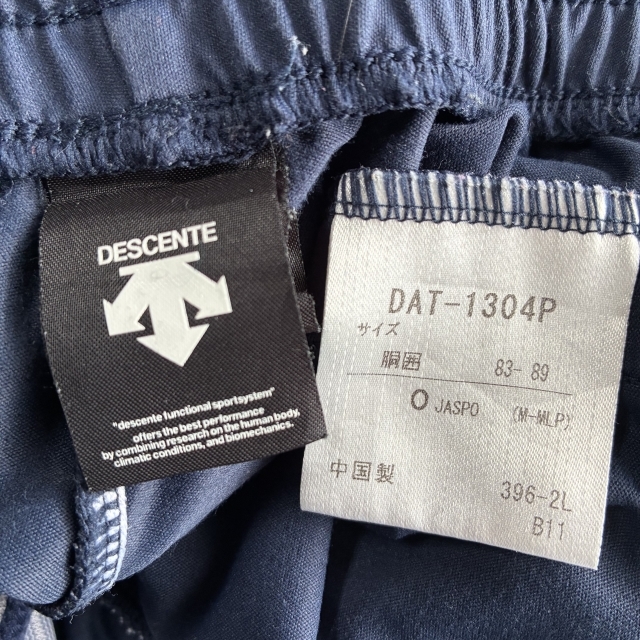 DESCENTE
"descente functional sportsystem"
offers the best performance
by combining research on the human body,
climatic conditions, and biomechanics.
DAT-1304P
サイズ
胴囲 83-89
O JASPO (M-MLP)
中国製
396-2L
B11